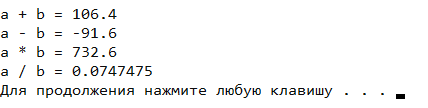 a + b = 106.4
a - b = -91.6
a * b = 732.6
a / b = 0.0747475
Для продолжения нажмите любую клавишу . . .